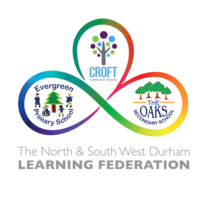 CROFT
COMMUNITY SCHOOL
Evergreen
Primary School
THE
OAKS
SECONDARY SCHOOL
The North & South West Durham
LEARNING FEDERATION